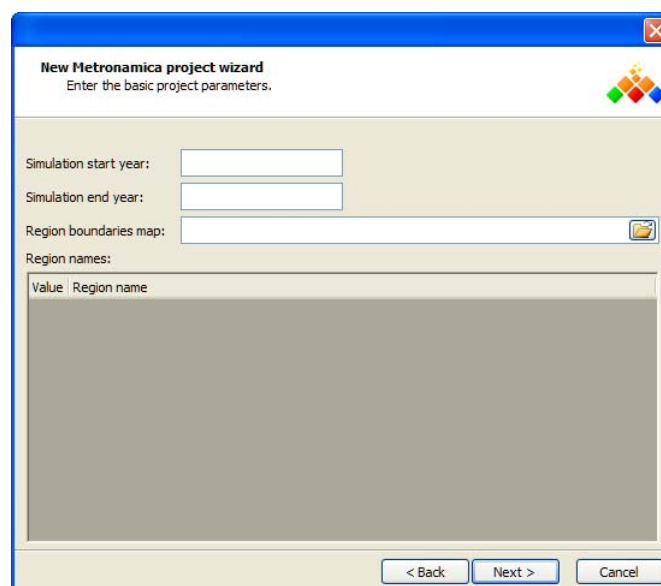 New Metronamica project wizard
Enter the basic project parameters.
Simulation start year:
Simulation end year:
Region boundaries map:
Region names:
Value Region name
< Back Next > Cancel